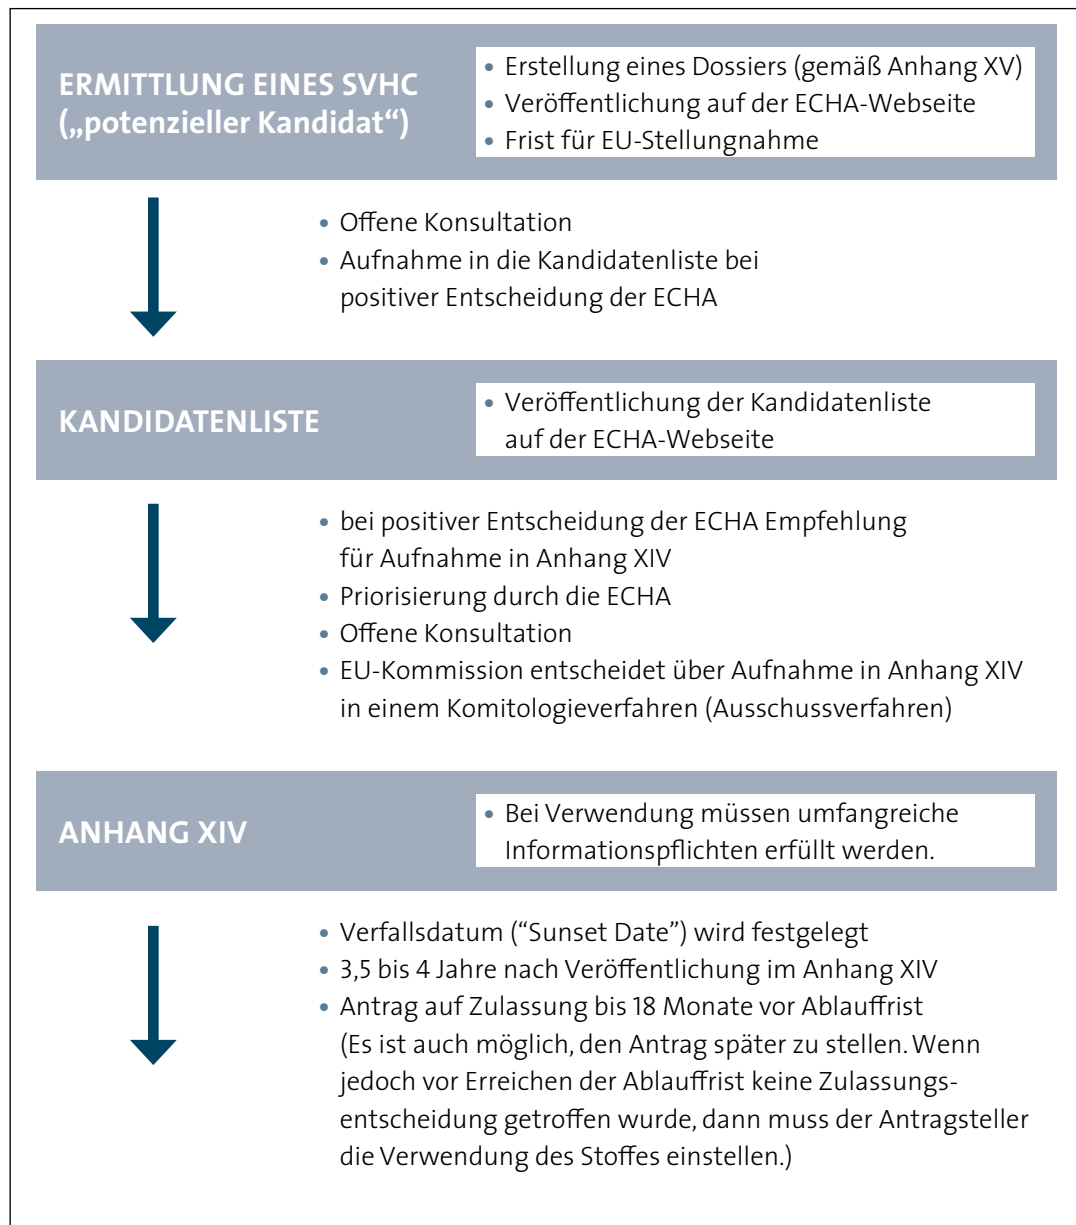 ERMITTLUNG EINES SVHC
(„potenzieller Kandidat“)
• Erstellung eines Dossiers (gemäß Anhang XV)
• Veröffentlichung auf der ECHA-Webseite
• Frist für EU-Stellungnahme
• Offene Konsultation
• Aufnahme in die Kandidatenliste bei
positiver Entscheidung der ECHA
KANDIDATENLISTE
• Veröffentlichung der Kandidatenliste
auf der ECHA-Webseite
• bei positiver Entscheidung der ECHA Empfehlung
für Aufnahme in Anhang XIV
• Priorisierung durch die ECHA
• Offene Konsultation
• EU-Kommission entscheidet über Aufnahme in Anhang XIV
in einem Komitologieverfahren (Ausschussverfahren)
ANHANG XIV
• Bei Verwendung müssen umfangreiche
Informationspflichten erfüllt werden.
• Verfallsdatum (“Sunset Date”) wird festgelegt
• 3,5 bis 4 Jahre nach Veröffentlichung im Anhang XIV
• Antrag auf Zulassung bis 18 Monate vor Ablauffrist
(Es ist auch möglich, den Antrag später zu stellen. Wenn
jedoch vor Erreichen der Ablauffrist keine Zulassungs-
entscheidung getroffen wurde, dann muss der Antragsteller
die Verwendung des Stoffes einstellen.)